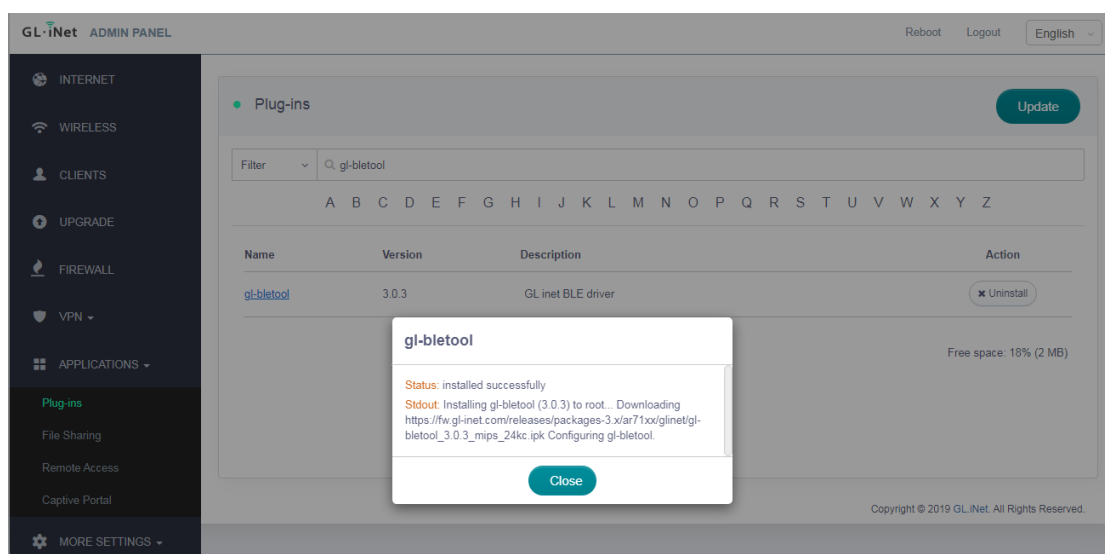 GL·iNet ADMIN PANEL
Reboot Logout English
INTERNET
WIRELESS
CLIENTS
UPGRADE
FIREWALL
VPN
APPLICATIONS
Plug-ins
File Sharing
Remote Access
Captive Portal
MORE SETTINGS
Plug-ins
Update
Filter gl-bletool
A B C D E F G H I J K L M N O P Q R S T U V W X Y Z
Name Version Description Action
gl-bletool 3.0.3 GL inet BLE driver Uninstall
Free space: 18% (2 MB)
gl-bletool
Status: installed successfully
Stdout: Installing gl-bletool (3.0.3) to root... Downloading
https://fw.gl-inet.com/releases/packages-3.x/ar71xx/glinet/gl-
bletool_3.0.3_mips_24kc.ipk Configuring gl-bletool.
Close
Copyright © 2019 GL.iNet. All Rights Reserved.